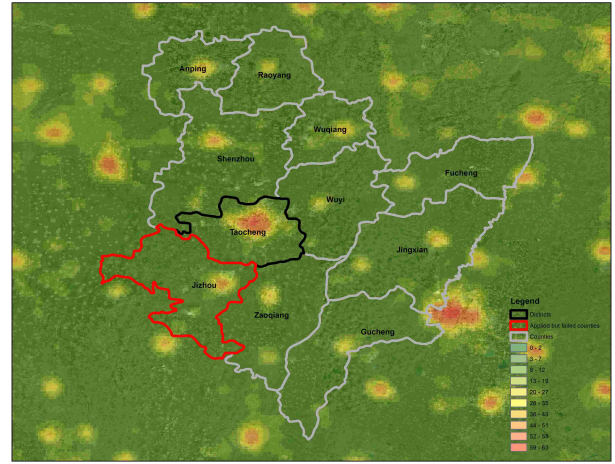 Anping
Raoyang
Wuqiang
Shenzhou
Fucheng
Wuyi
Taocheng
Jingxian
Jizhou
Zaoqiang
Gucheng
Legend
Districts
Applied but failed counties
Counties
0 - 2
3 - 7
8 - 12
13 - 19
20 - 27
28 - 35
36 - 43
44 - 51
52 - 58
59 - 63